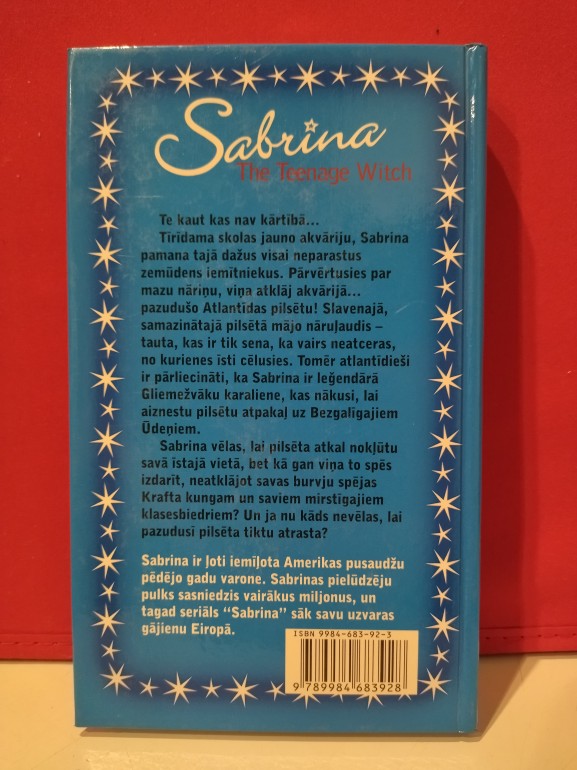 Sabrina
The Teenage Witch
Te kaut kas nav kārtībā...
Tīrīdama skolas jauno akvāriju, Sabrina
pamana tajā dažus visai neparastus
zemūdens iemītniekus. Pārvērtusies par
mazu nāriņu, viņa atklāj akvārijā...
pazudušo Atlantīdas pilsētu! Slavenajā,
samazinātajā pilsētā mājo nāruļaudis –
tauta, kas ir tik sena, ka vairs neatceras,
no kurienes īsti cēlusies. Tomēr atlantīdieši
ir pārliecināti, ka Sabrina ir leģendārā
Gliemežvāku karaliene, kas nākusi, lai
aiznestu pilsētu atpakaļ uz Bezgalīgajiem
Ūdeņiem.
Sabrina vēlas, lai pilsēta atkal nokļūtu
savā īstajā vietā, bet kā gan viņa to spēs
izdarīt, neatklājot savas burvju spējas
Krafta kungam un saviem mirstīgajiem
klasesbiedriem? Un ja nu kāds nevēlas, lai
pazudusī pilsēta tiktu atrasta?
Sabrina ir ļoti iemīļota Amerikas pusaudžu
pēdējo gadu varone. Sabrinas pielūdzēju
pulks sasniedzis vairākus miljonus, un
tagad seriāls “Sabrina” sāk savu uzvaras
gājienu Eiropā.
ISBN 9984-683-92-3
9 789984 683928